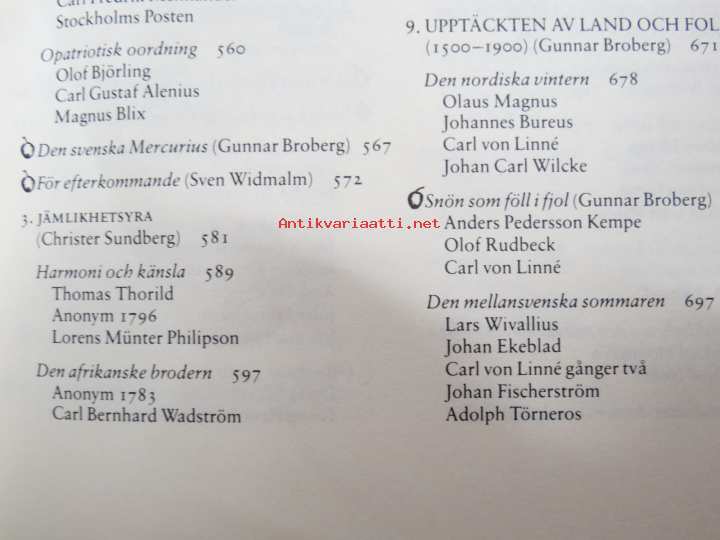 Stockholms Posten
Opatriotisk oordning 560
Olof Björling
Carl Gustaf Alenius
Magnus Blix
Den svenska Mercurius (Gunnar Broberg) 567
För efterkommande (Sven Widmalm) 572
3. JÄMLIKHETSYRA
(Christer Sundberg) 581
Harmoni och känsla 589
Thomas Thorild
Anonym 1796
Lorens Münter Philipson
Den afrikanske brodern 597
Anonym 1783
Carl Bernhard Wadström
9. UPPTÄCKTEN AV LAND OCH FOL
(1500–1900) (Gunnar Broberg) 671
Den nordiska vintern 678
Olaus Magnus
Johannes Bureus
Carl von Linné
Johan Carl Wilcke
Snön som föll i fjol (Gunnar Broberg)
Anders Pedersson Kempe
Olof Rudbeck
Carl von Linné
Den mellansvenska sommaren 697
Lars Wivallius
Johan Ekeblad
Carl von Linné gånger två
Johan Fischerström
Adolph Törneros
Antikvariaatti.net